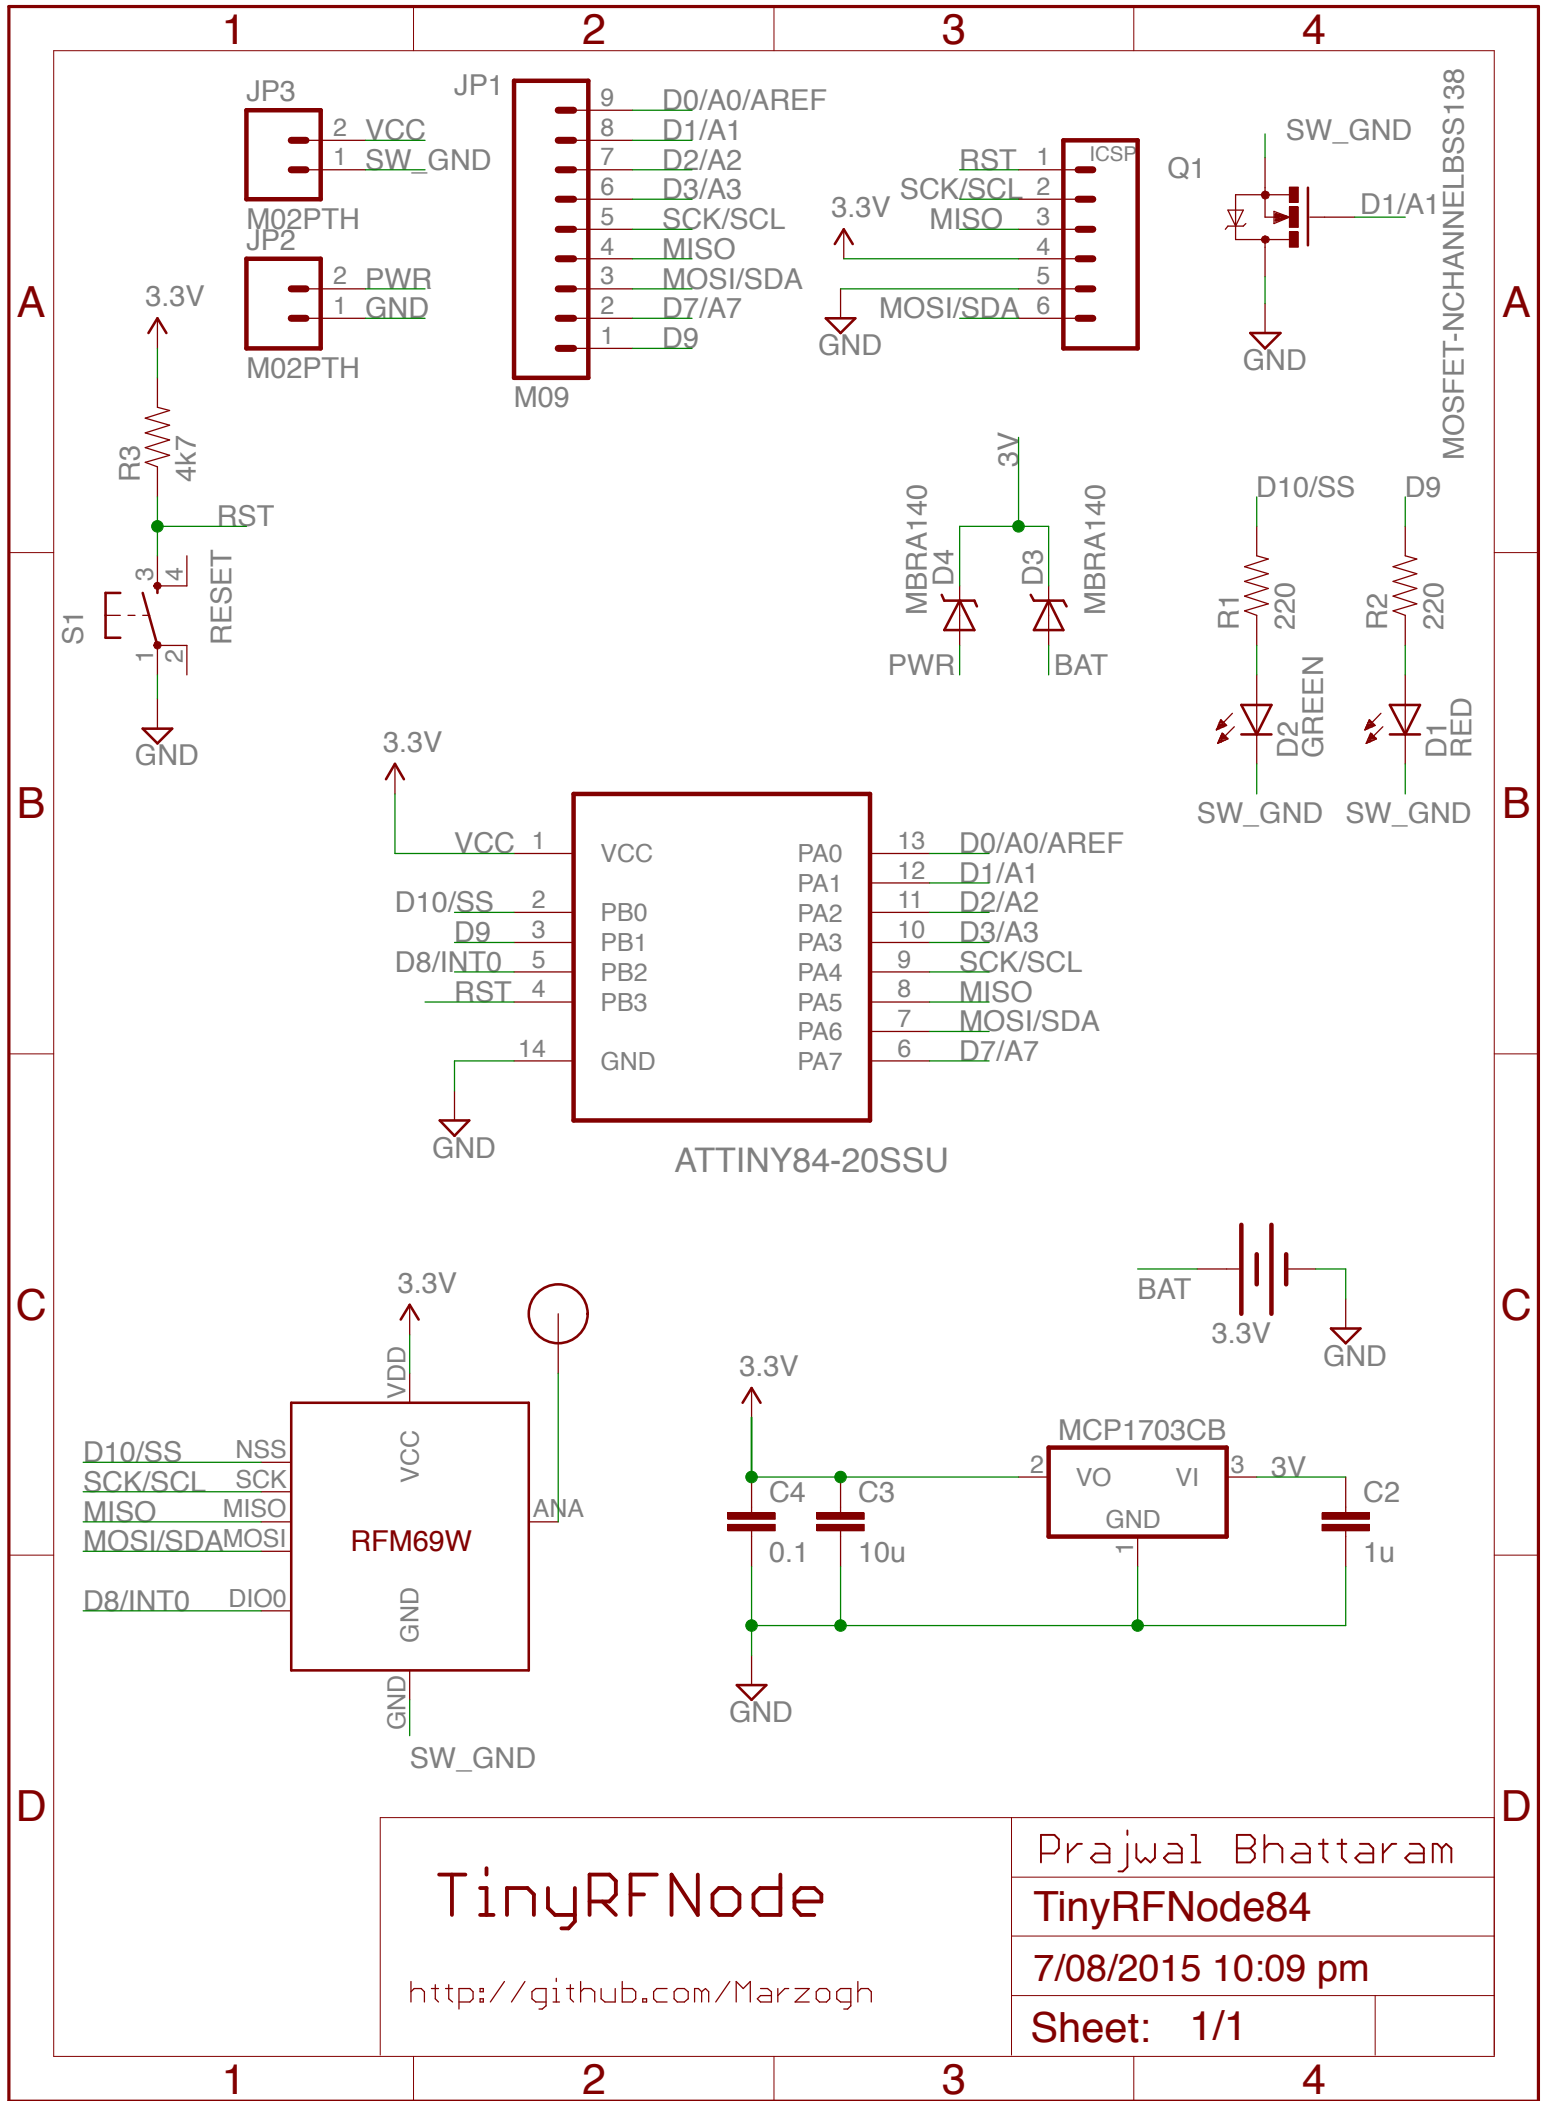 1 2 3 4
A A
B B
C C
D D
JP3
2 VCC
1 SW_GND
M02PTH
JP2
2 PWR
1 GND
M02PTH
JP1
9 D0/A0/AREF
8 D1/A1
7 D2/A2
6 D3/A3
5 SCK/SCL
4 MISO
3 MOSI/SDA
2 D7/A7
1 D9
M09
ICSP
RST 1
SCK/SCL 2
MISO 3
4
5
MOSI/SDA 6
3.3V
GND
Q1
SW_GND
D1/A1
GND
MOSFET-NCHANNELBSS138
3.3V
R3
4k7
RST
3 4
S1
RESET
1 2
GND
3V
MBRA140
D4
D3
MBRA140
PWR
BAT
D10/SS
R1
220
D2
GREEN
SW_GND
D9
R2
220
D1
RED
SW_GND
3.3V
VCC 1 VCC
D10/SS 2 PB0
D9 3 PB1
D8/INT0 5 PB2
RST 4 PB3
14 GND
GND
PA0 13 D0/A0/AREF
PA1 12 D1/A1
PA2 11 D2/A2
PA3 10 D3/A3
PA4 9 SCK/SCL
PA5 8 MISO
PA6 7 MOSI/SDA
PA7 6 D7/A7
ATTINY84-20SSU
BAT
3.3V
GND
3.3V
VDD
VCC
D10/SS NSS
SCK/SCL SCK
MISO MISO
MOSI/SDA MOSI
D8/INT0 DIO0
RFM69W
ANA
GND
GND
SW_GND
3.3V
C4
0.1
C3
10u
MCP1703CB
2 VO VI 3 3V
GND
1
C2
1u
GND
TinyRFNode
http://github.com/Marzogh
Prajwal Bhattaram
TinyRFNode84
7/08/2015 10:09 pm
Sheet: 1/1
1 2 3 4